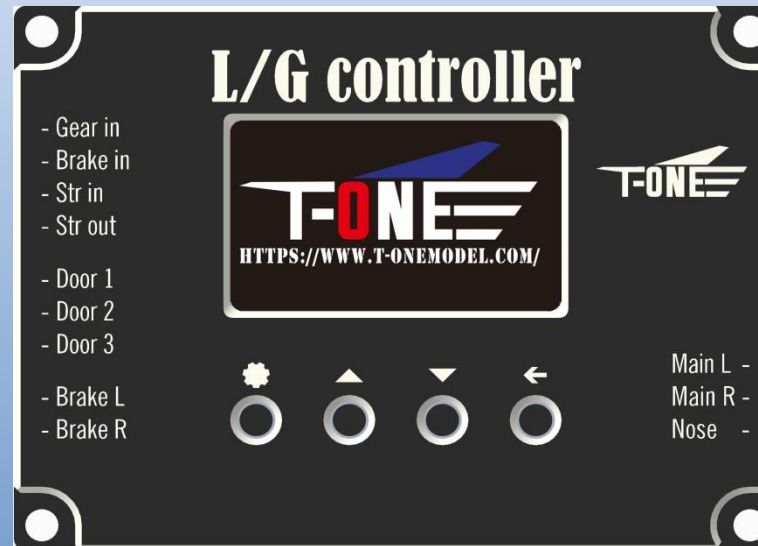 L/G controller
- Gear in
- Brake in
- Str in
- Str out
- Door 1
- Door 2
- Door 3
- Brake L
- Brake R
T-ONE
HTTPS://WWW.T-ONEMODEL.COM/
T-ONE
Main L -
Main R -
Nose -